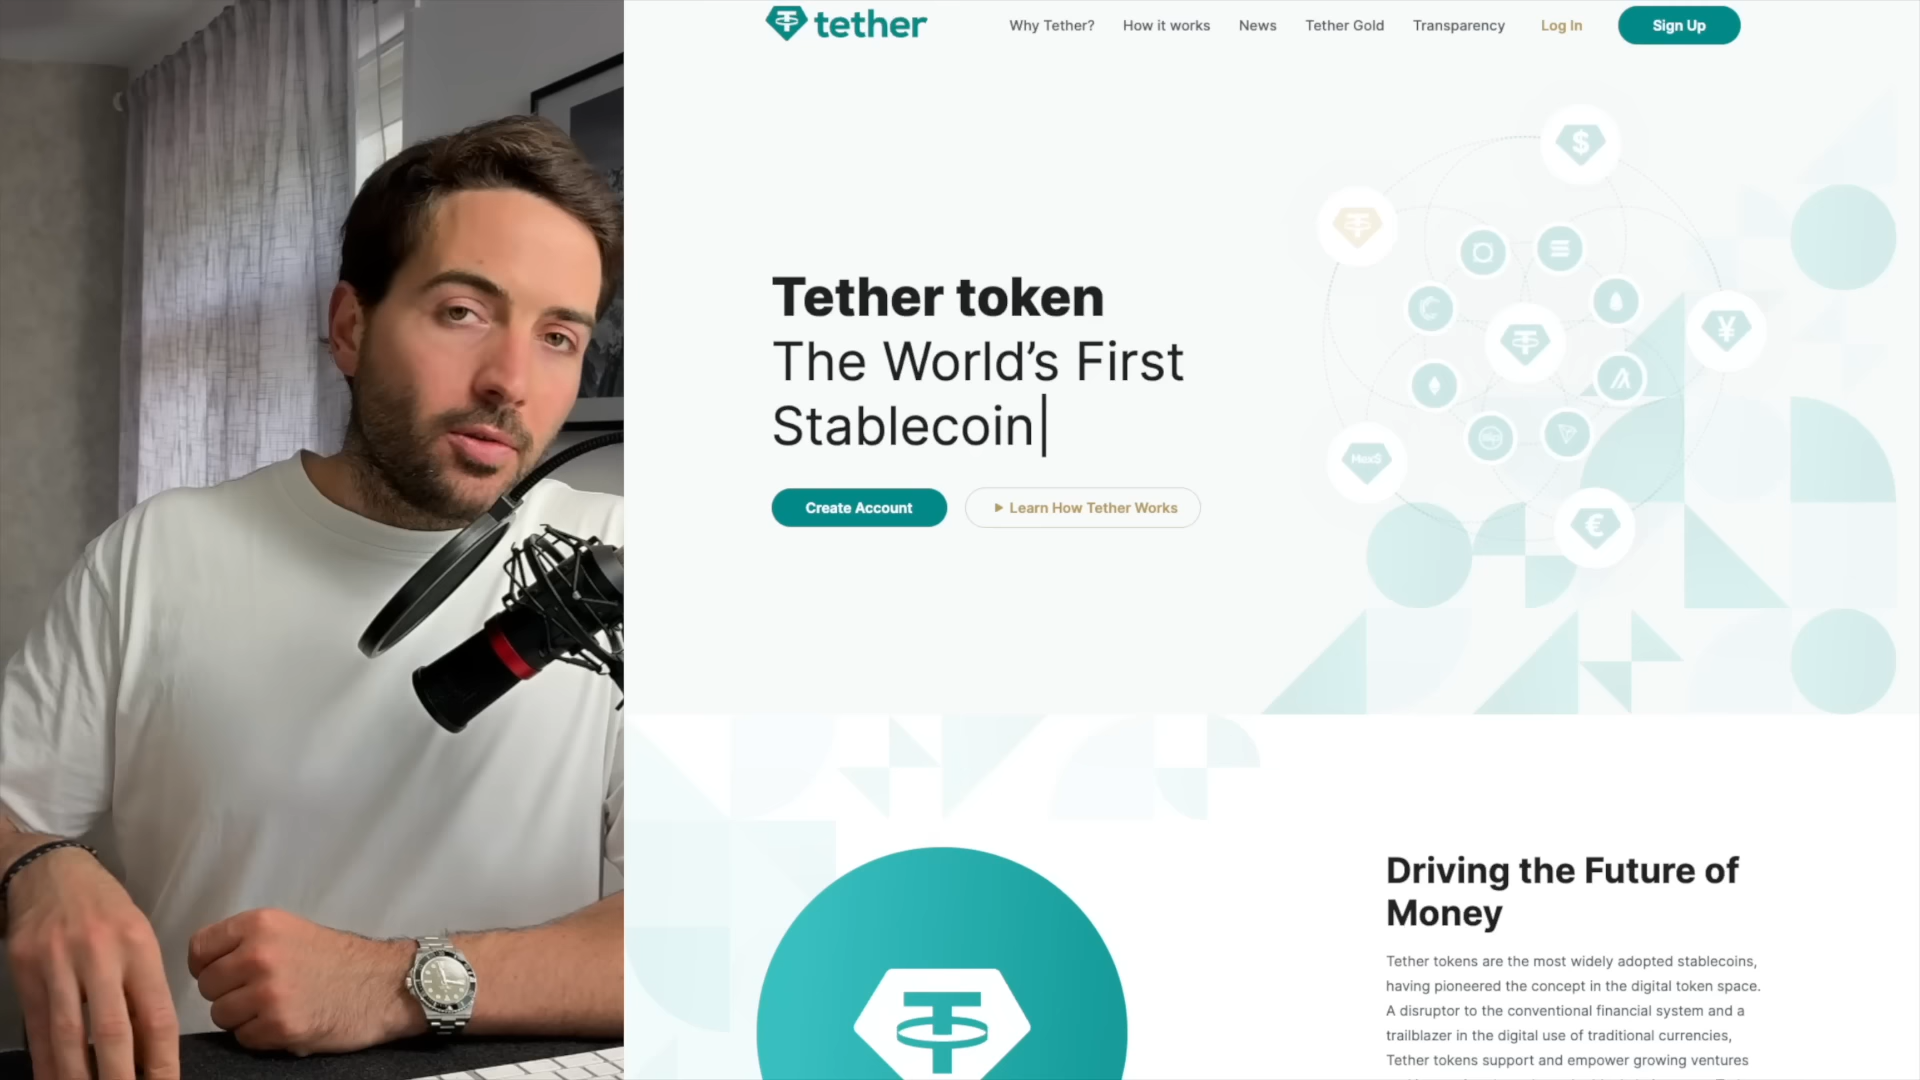 tether
Why Tether?
How it works
News
Tether Gold
Transparency
Log In
Sign Up
Tether token
The World’s First
Stablecoin
Create Account
Learn How Tether Works
Mex$
Driving the Future of
Money
Tether tokens are the most widely adopted stablecoins,
having pioneered the concept in the digital token space.
A disruptor to the conventional financial system and a
trailblazer in the digital use of traditional currencies,
Tether tokens support and empower growing ventures